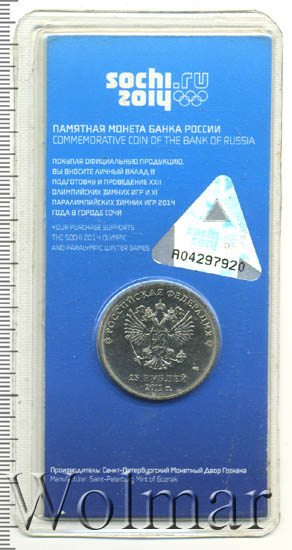 sochi.ru
2014
ПАМЯТНАЯ МОНЕТА БАНКА РОССИИ
COMMEMORATIVE COIN OF THE BANK OF RUSSIA
ПОКУПАЯ ОФИЦИАЛЬНУЮ ПРОДУКЦИЮ,
ВЫ ВНОСИТЕ ЛИЧНЫЙ ВКЛАД В
ПОДГОТОВКУ И ПРОВЕДЕНИЕ XXII
ОЛИМПИЙСКИХ ЗИМНИХ ИГР И XI
ПАРАЛИМПИЙСКИХ ЗИМНИХ ИГР 2014
ГОДА В ГОРОДЕ СОЧИ
YOUR PURCHASE SUPPORTS
THE SOCHI 2014 OLYMPIC
AND PARALYMPIC WINTER GAMES
sochi
2014
A04297920
РОССИЙСКАЯ ФЕДЕРАЦИЯ
25 РУБЛЕЙ
Производитель: Санкт-Петербургский Монетный Двор Гознака
Manufacturer: Saint-Petersburg Mint of Goznak
Wolmar